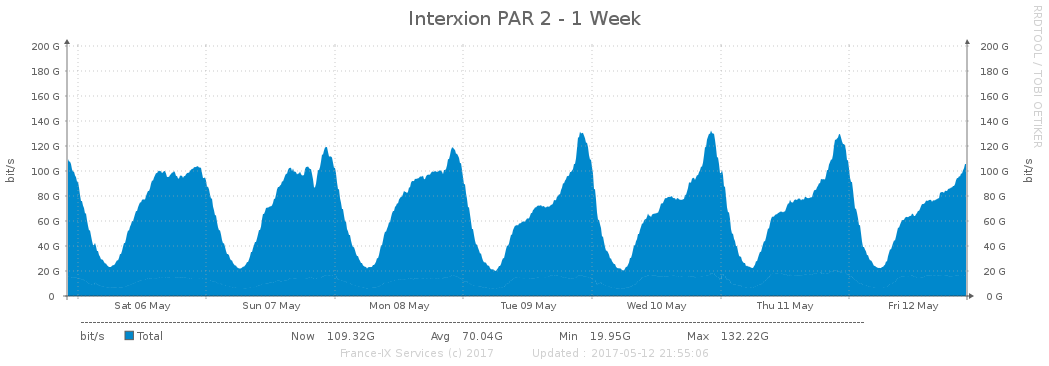 Interxion PAR 2 - 1 Week
RRDTOOL / TOBI OETIKER
200 G 200 G
180 G 180 G
160 G 160 G
140 G 140 G
120 G 120 G
100 G 100 G
80 G 80 G
60 G 60 G
40 G 40 G
20 G 20 G
0 0 G
bit/s
bit/s
Sat 06 May Sun 07 May Mon 08 May Tue 09 May Wed 10 May Thu 11 May Fri 12 May
bit/s Total Now 109.32G Avg 70.04G Min 19.95G Max 132.22G
France-IX Services (c) 2017 Updated : 2017-05-12 21:55:06